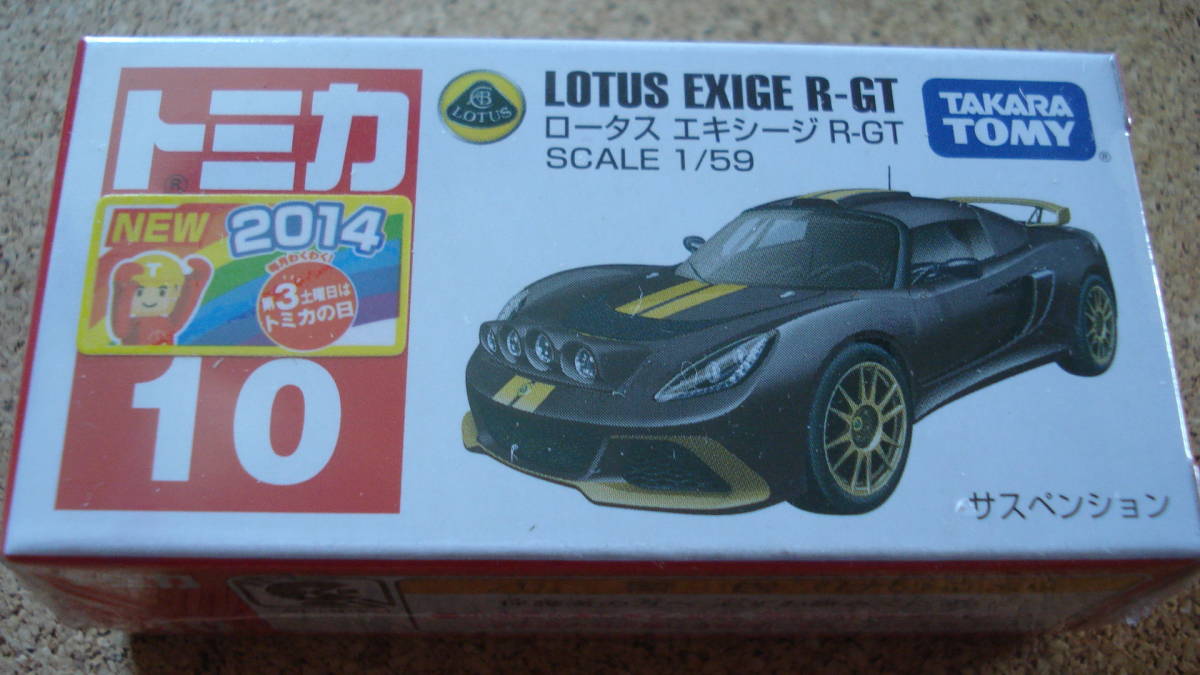 トミカ
®
NEW 2014
毎月わくわく!
第3土曜日は
トミカの日
10
LOTUS
LOTUS EXIGE R-GT
ロータス エキシージ R-GT
SCALE 1/59
TAKARA
TOMY
®
サスペンション